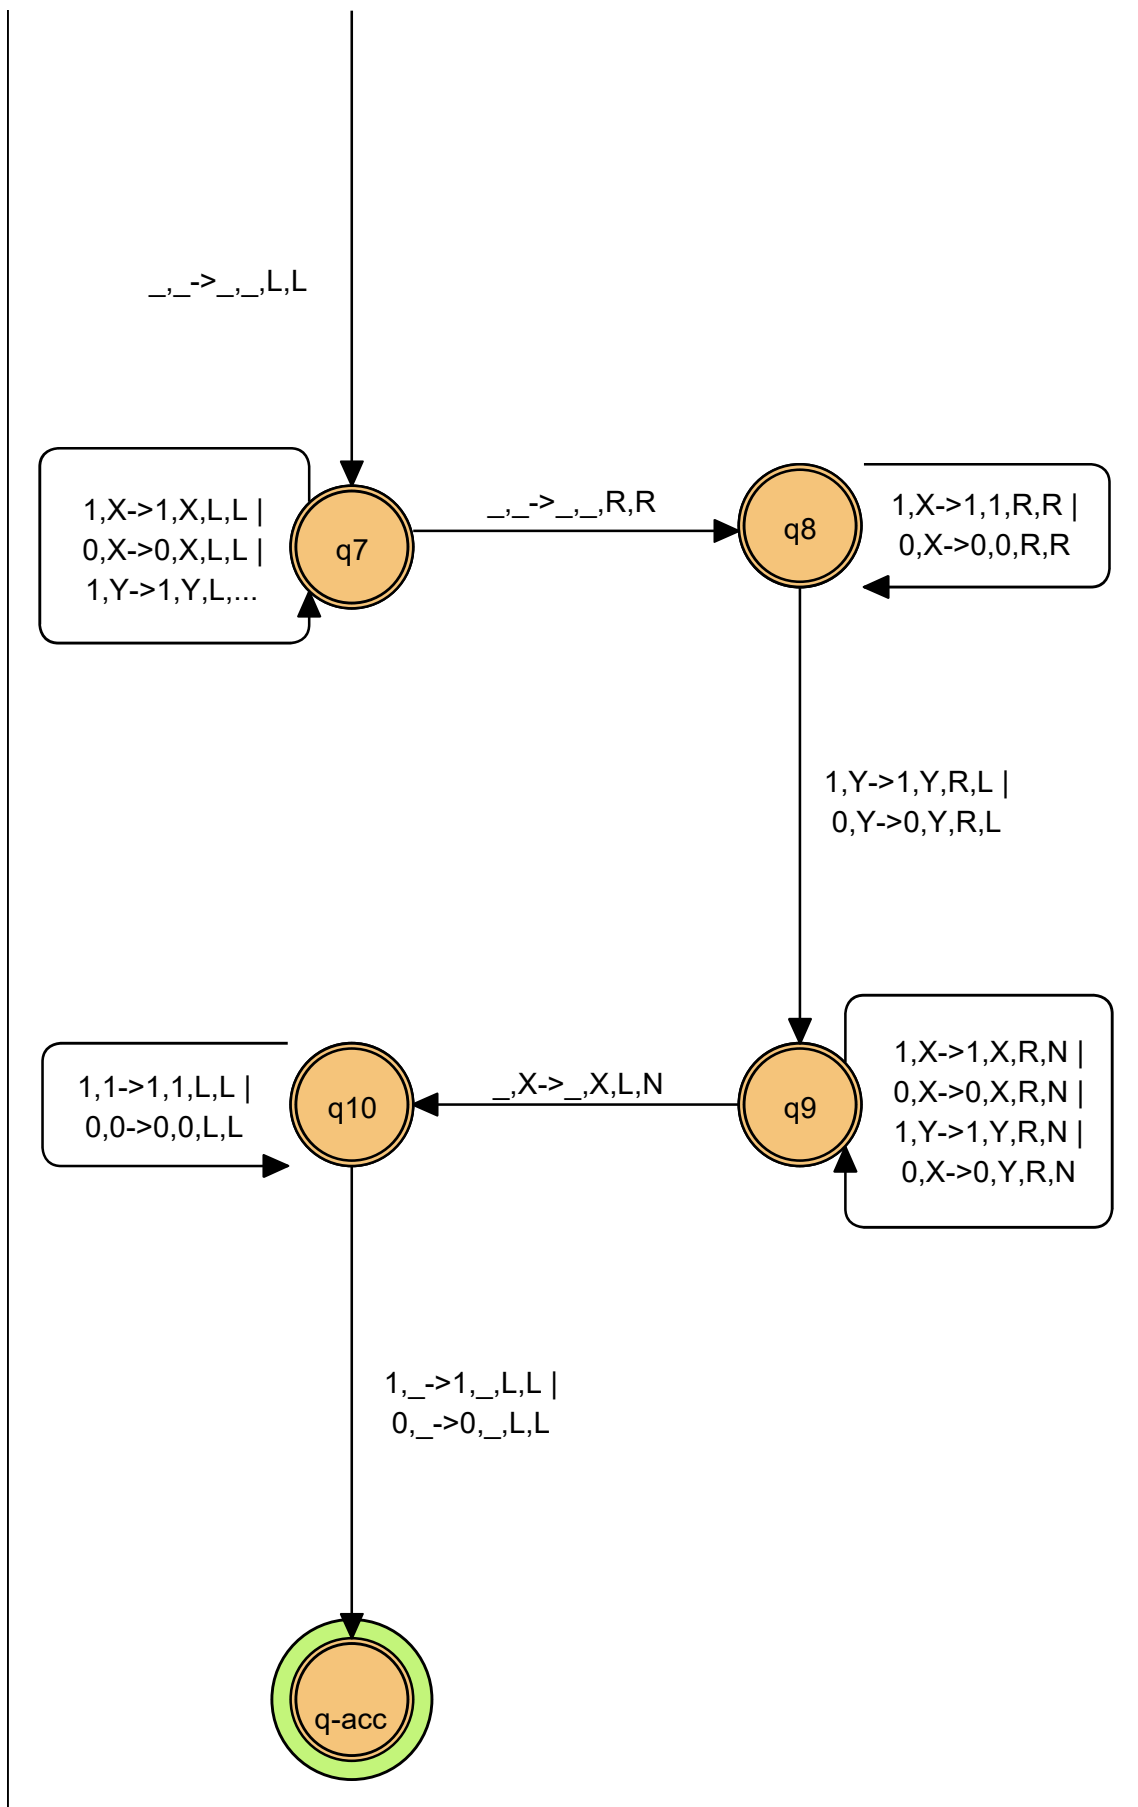 _,_->_,_,L,L
1,X->1,X,L,L |
0,X->0,X,L,L |
1,Y->1,Y,L,...
q7
_,_->_,_,R,R
q8
1,X->1,1,R,R |
0,X->0,0,R,R
1,Y->1,Y,R,L |
0,Y->0,Y,R,L
1,1->1,1,L,L |
0,0->0,0,L,L
q10
_,X->_,X,L,N
q9
1,X->1,X,R,N |
0,X->0,X,R,N |
1,Y->1,Y,R,N |
0,X->0,Y,R,N
1,_->1,_,L,L |
0,_->0,_,L,L
q-acc